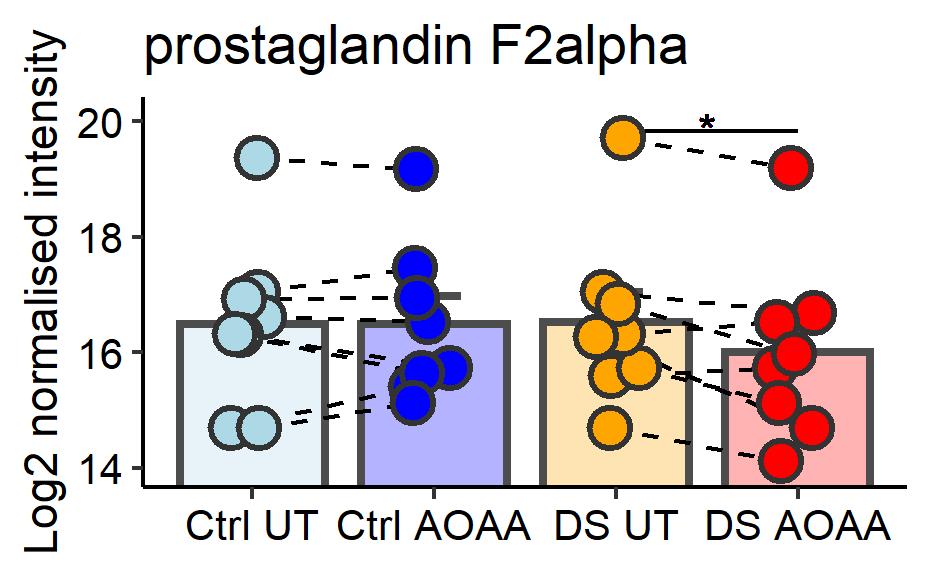 prostaglandin F2alpha
Log2 normalised intensity
20
18
16
14
*
Ctrl UT Ctrl AOAA DS UT DS AOAA